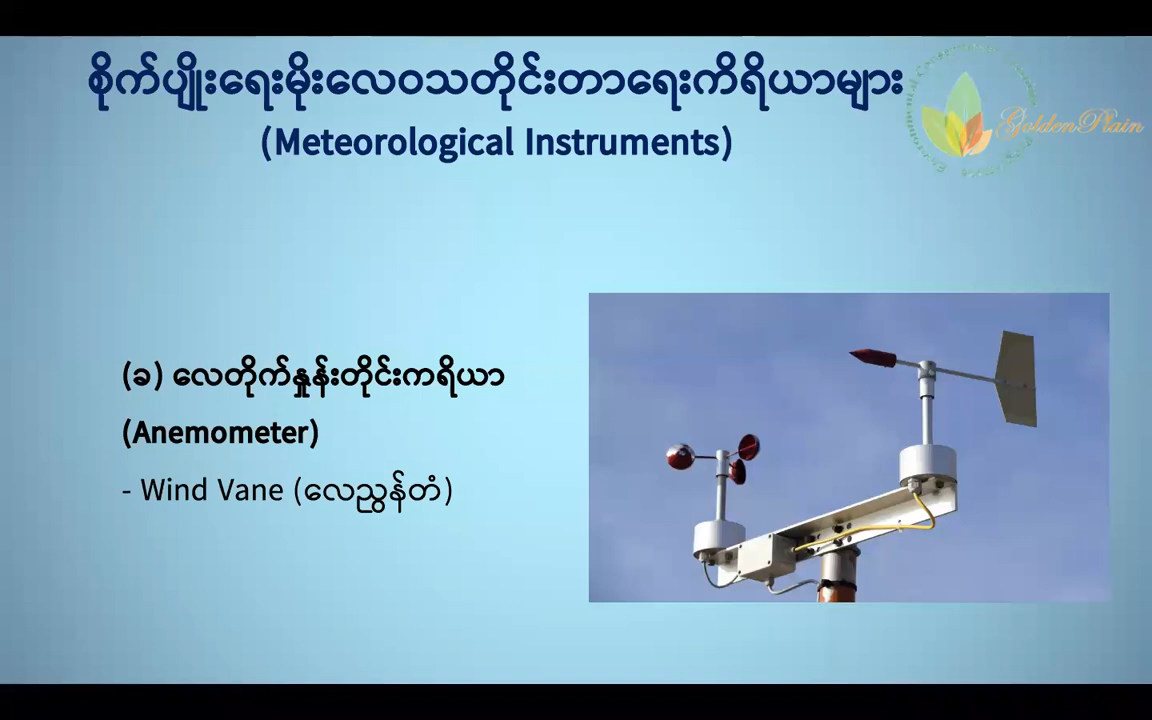 စိုက်ပျိုးရေးမိုးလေဝသတိုင်းတာရေးကိရိယာများ
(Meteorological Instruments)
GoldenPlain
(ခ) လေတိုက်နှုန်းတိုင်းကရိယာ
(Anemometer)
- Wind Vane (လေညွှန်တံ)